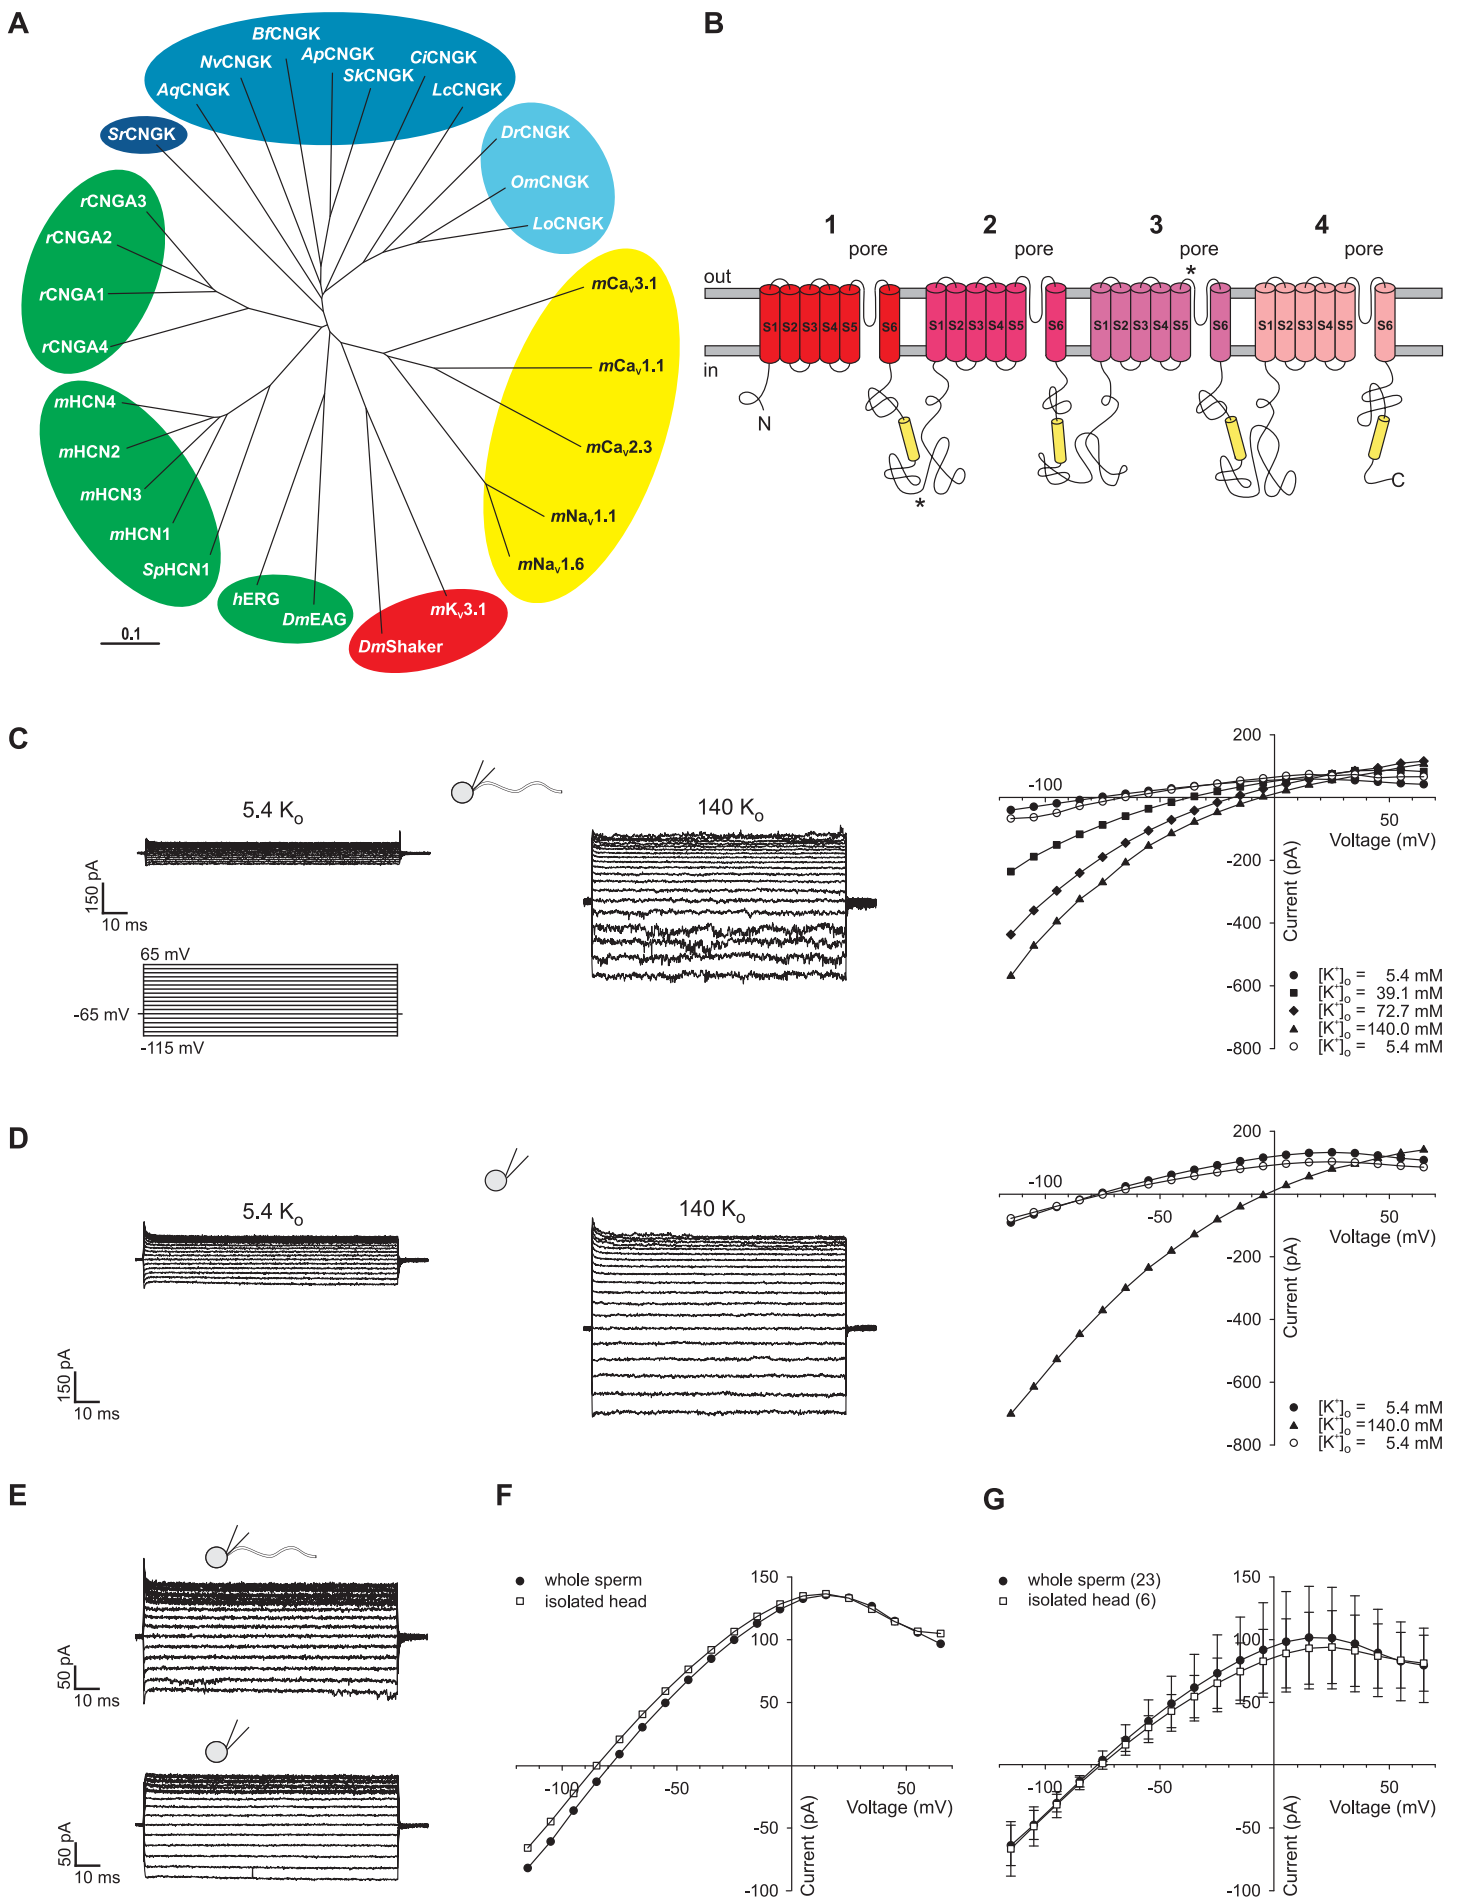 A
BfCNGK
ApCNGK
CiCNGK
NvCNGK
SkCNGK
AqCNGK
LcCNGK
SrCNGK
DrCNGK
OmCNGK
LoCNGK
rCNGA3
rCNGA2
rCNGA1
rCNGA4
mCav3.1
mCav1.1
mCav2.3
mNav1.1
mNav1.6
mHCN4
mHCN2
mHCN3
mHCN1
SpHCN1
hERG
DmEAG
mKv3.1
DmShaker
0.1
B
1 2 3 4
pore pore pore pore
*
out
S1 S2 S3 S4 S5 S6 S1 S2 S3 S4 S5 S6 S1 S2 S3 S4 S5 S6 S1 S2 S3 S4 S5 S6
in
N
C
*
C
5.4 Ko
140 Ko
150 pA
10 ms
65 mV
-65 mV
-115 mV
200
-100
50
Voltage (mV)
-200
-400
-600
-800
Current (pA)
[K+]o = 5.4 mM
[K+]o = 39.1 mM
[K+]o = 72.7 mM
[K+]o = 140.0 mM
[K+]o = 5.4 mM
D
5.4 Ko
140 Ko
150 pA
10 ms
200
-100
-50
50
Voltage (mV)
-200
-400
-600
-800
Current (pA)
[K+]o = 5.4 mM
[K+]o = 140.0 mM
[K+]o = 5.4 mM
E
50 pA
10 ms
50 pA
10 ms
F
whole sperm
isolated head
150
100
50
-100
-50
50
Voltage (mV)
-50
-100
Current (pA)
G
whole sperm (23)
isolated head (6)
150
100
50
-100
-50
50
Voltage (mV)
-50
-100
Current (pA)